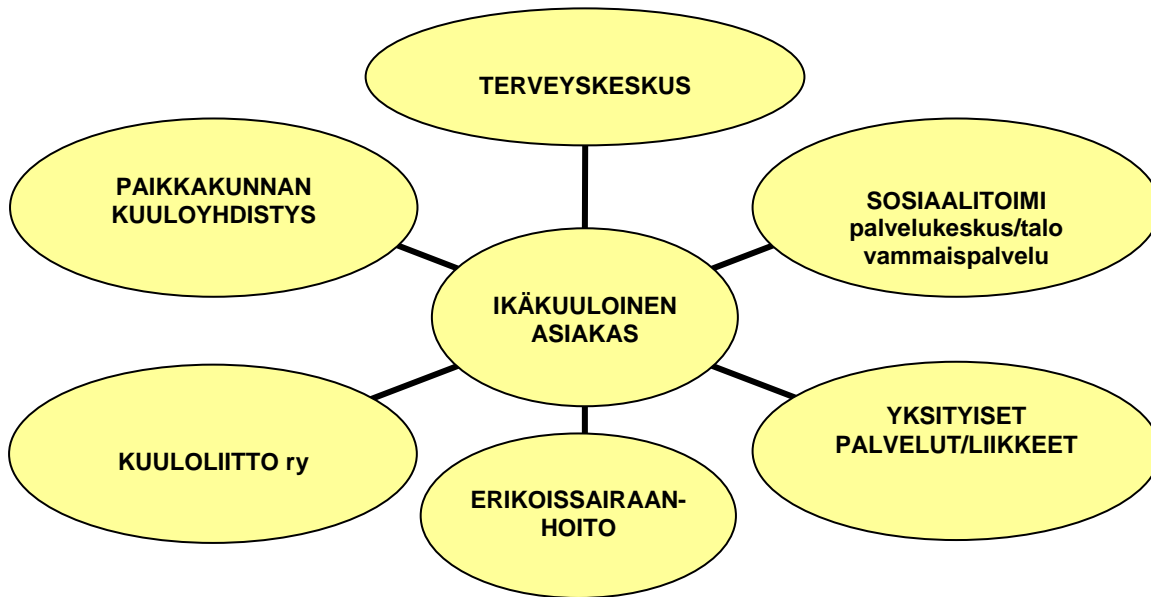 TERVEYSKESKUS
PAIKKAKUNNAN
KUULOYHDISTYS
SOSIAALITOIMI
palvelukeskus/talo
vammaispalvelu
IKÄKUULOINEN
ASIAKAS
KUULOLIITTO ry
YKSITYISET
PALVELUT/LIIKKEET
ERIKOISSAIRAAN-
HOITO